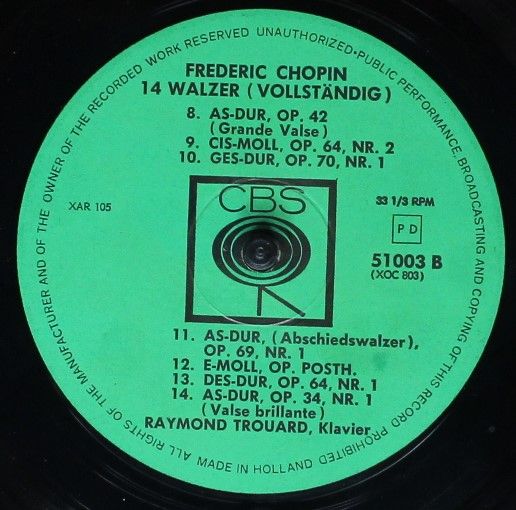 ALL RIGHTS OF THE MANUFACTURER AND OF THE OWNER OF THE RECORDED WORK RESERVED UNAUTHORIZED·PUBLIC PERFORMANCE, BROADCASTING AND COPYING OF THIS RECORD PROHIBITED
FREDERIC CHOPIN
14 WALZER (VOLLSTÄNDIG)
8. AS-DUR, OP. 42
(Grande Valse)
9. CIS-MOLL, OP. 64, NR. 2
10. GES-DUR, OP. 70, NR. 1
XAR 105
CBS
33 1/3 RPM
P D
51003 B
(XOC 803)
11. AS-DUR, (Abschiedswalzer),
OP. 69, NR. 1
12. E-MOLL, OP. POSTH.
13. DES-DUR, OP. 64, NR. 1
14. AS-DUR, OP. 34, NR. 1
(Valse brillante)
RAYMOND TROUARD, Klavier
MADE IN HOLLAND